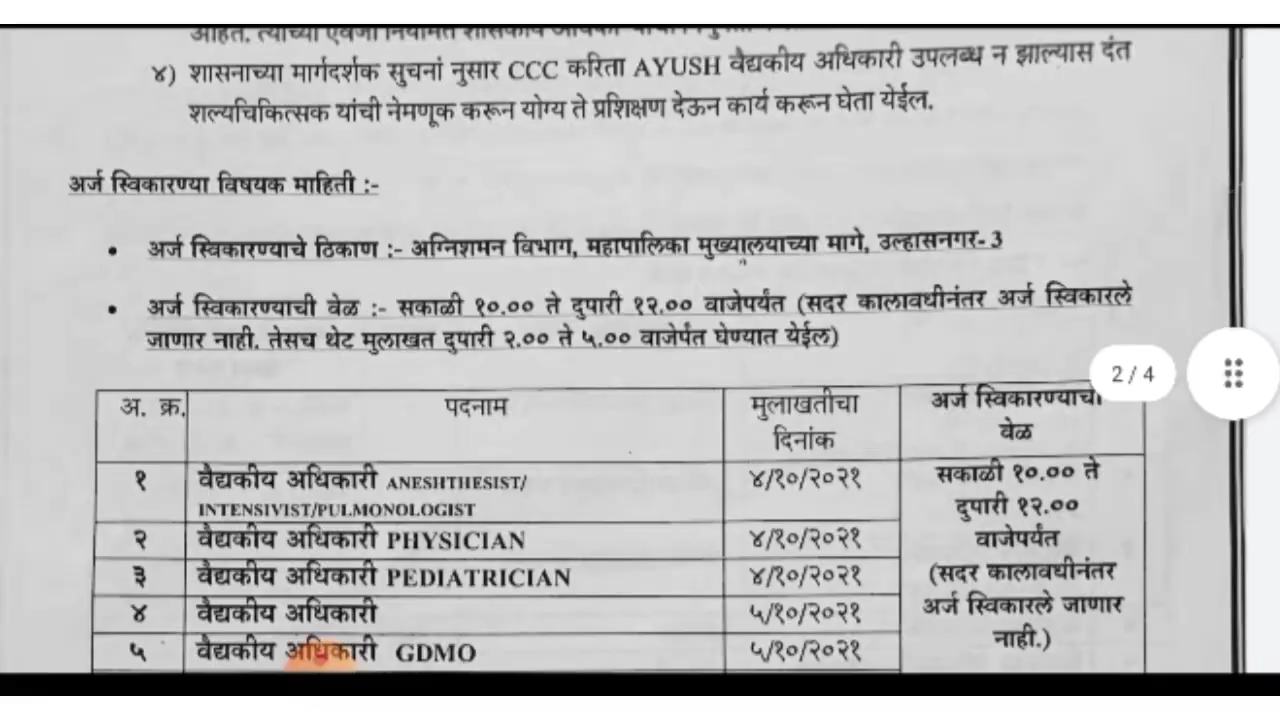 ४) शासनाच्या मार्गदर्शक सुचनां नुसार CCC करिता AYUSH वैद्यकीय अधिकारी उपलब्ध न झाल्यास दंत
शल्यचिकित्सक यांची नेमणूक करून योग्य ते प्रशिक्षण देऊन कार्य करून घेता येईल.
अर्ज स्विकारण्या विषयक माहिती :-
• अर्ज स्विकारण्याचे ठिकाण :- अग्निशमन विभाग, महापालिका मुख्यालयाच्या मागे, उल्हासनगर- 3
• अर्ज स्विकारण्याची वेळ :- सकाळी १०.०० ते दुपारी १२.०० वाजेपर्यंत (सदर कालावधीनंतर अर्ज स्विकारले
जाणार नाही. तेसच थेट मुलाखत दुपारी २.०० ते ५.०० वाजेर्पंत घेण्यात येईल)
2 / 4
अ. क्र. पदनाम मुलाखतीचा दिनांक अर्ज स्विकारण्याची वेळ
१ वैद्यकीय अधिकारी ANESHTHESIST/ INTENSIVIST/PULMONOLOGIST ४/१०/२०२१ सकाळी १०.०० ते दुपारी १२.०० वाजेपर्यंत (सदर कालावधीनंतर अर्ज स्विकारले जाणार नाही.)
२ वैद्यकीय अधिकारी PHYSICIAN ४/१०/२०२१
३ वैद्यकीय अधिकारी PEDIATRICIAN ४/१०/२०२१
४ वैद्यकीय अधिकारी ५/१०/२०२१
५ वैद्यकीय अधिकारी GDMO ५/१०/२०२१